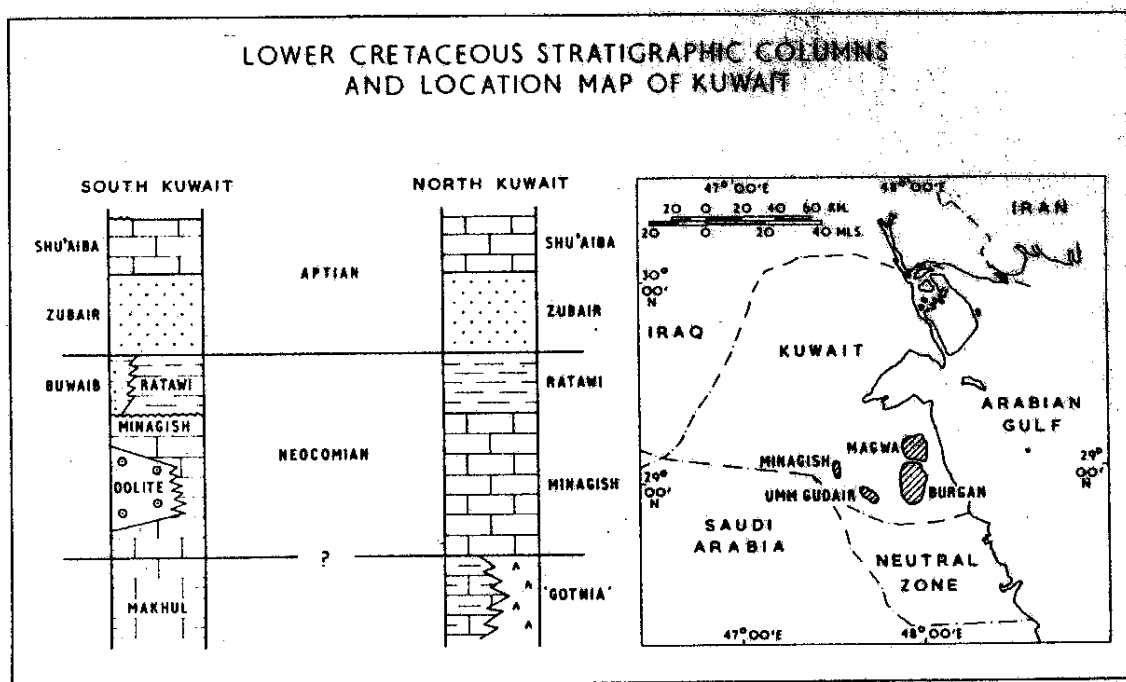 LOWER CRETACEOUS STRATIGRAPHIC COLUMNS
AND LOCATION MAP OF KUWAIT
SOUTH KUWAIT
SHU'AIBA
ZUBAIR
BUWAIB
RATAWI
MINAGISH
OOLITE
MAKHUL
APTIAN
NEOCOMIAN
?
NORTH KUWAIT
SHU'AIBA
ZUBAIR
RATAWI
MINAGISH
'GOTNIA'
47°00'E
48°00'E
20 0 20 40 60 KM.
20 0 20 40 MLS.
IRAN
30°
00'
N
IRAQ
KUWAIT
ARABIAN
GULF
MAGWA
MINAGISH
29°
00'
N
29°
00'
N
UMM GUDAIR
BURGAN
SAUDI
ARABIA
NEUTRAL
ZONE
47°00'E
48°00'E